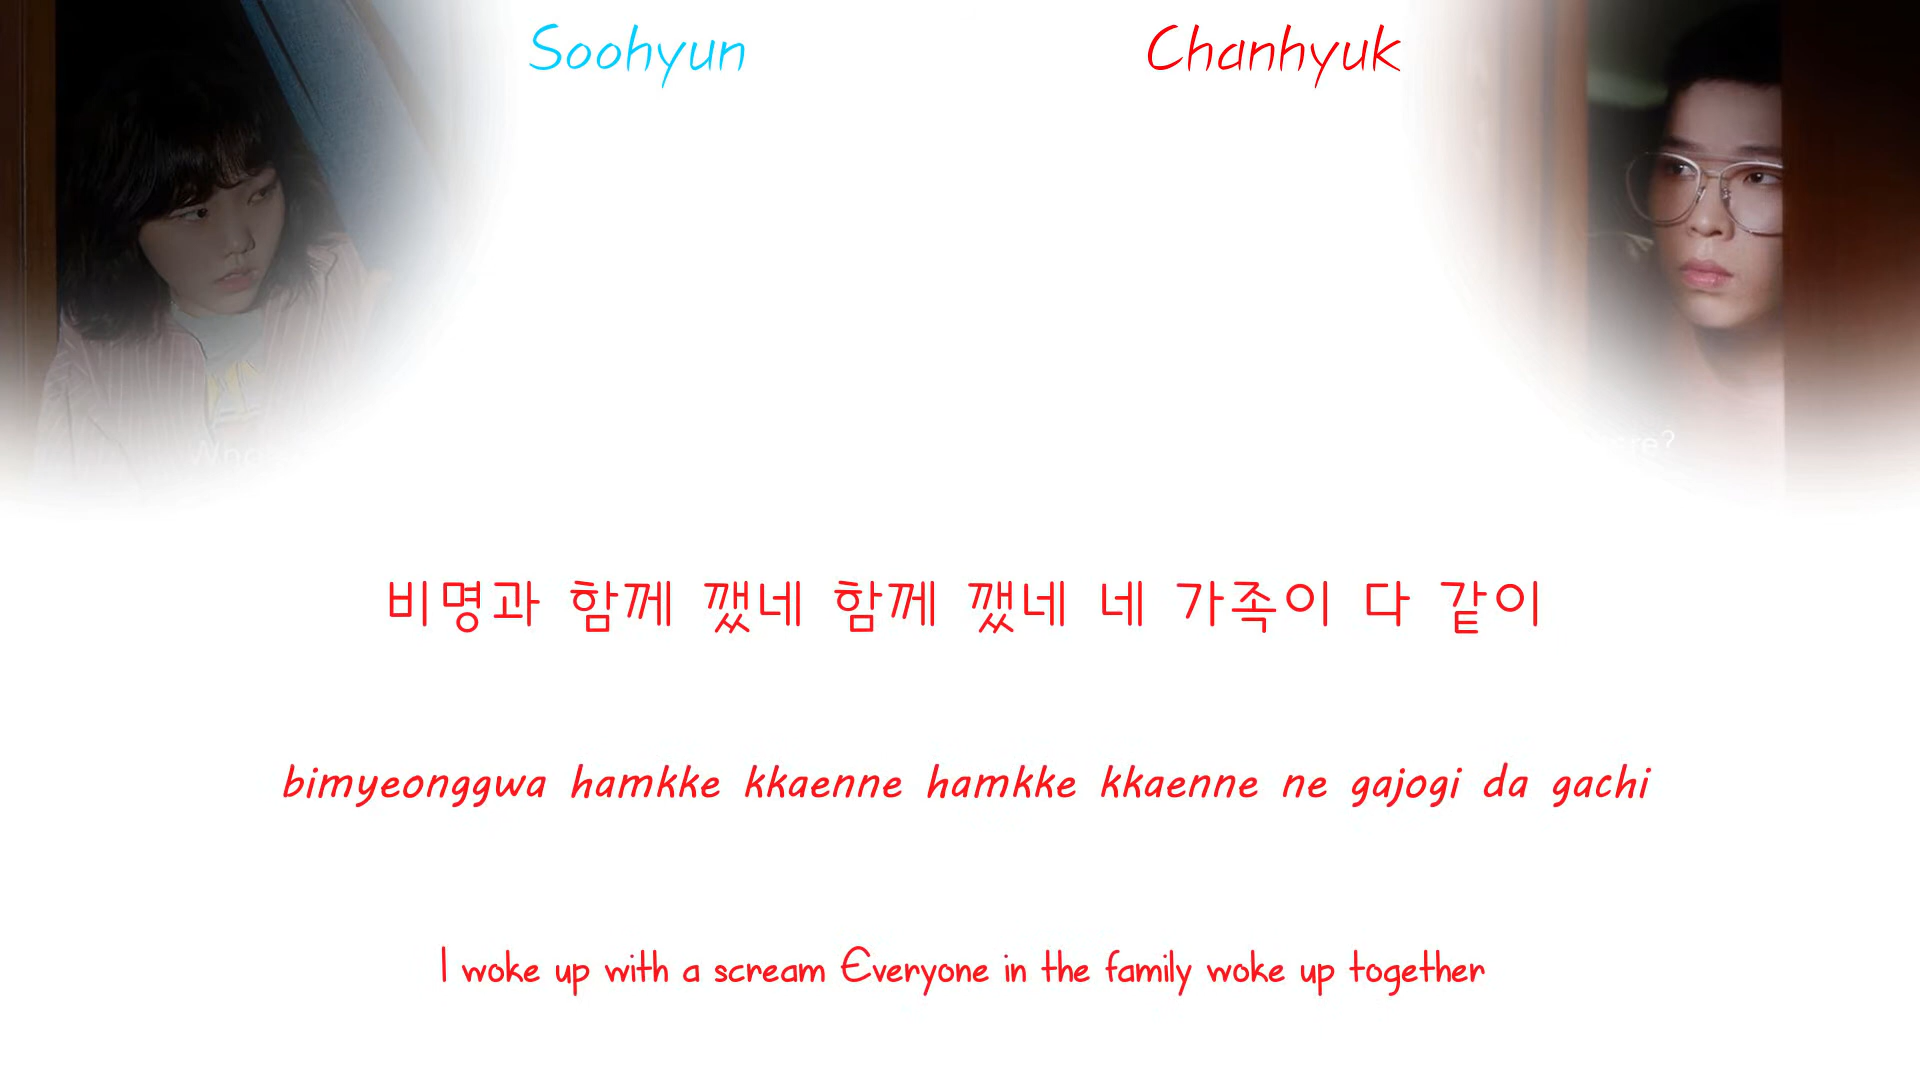 Soohyun Chanhyuk
비명과 함께 깼네 함께 깼네 네 가족이 다 같이
bimyeonggwa hamkke kkaenne hamkke kkaenne ne gajogi da gachi
I woke up with a scream Everyone in the family woke up together